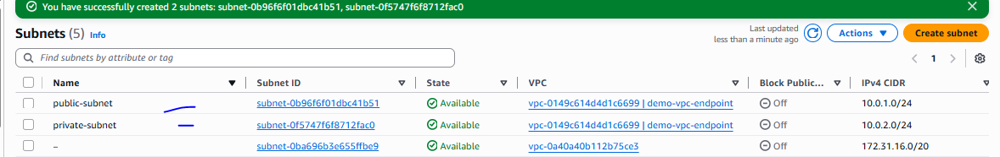 You have successfully created 2 subnets: subnet-0b96f6f01dbc41b51, subnet-0f5747f6f8712fac0
Subnets (5) Info
Last updated
less than a minute ago
Actions
Create subnet
Find subnets by attribute or tag
1
Name Subnet ID State VPC Block Public... IPv4 CIDR
public-subnet subnet-0b96f6f01dbc41b51 Available vpc-0149c614d4d1c6699 | demo-vpc-endpoint Off 10.0.1.0/24
private-subnet subnet-0f5747f6f8712fac0 Available vpc-0149c614d4d1c6699 | demo-vpc-endpoint Off 10.0.2.0/24
– subnet-0ba696b3e655ffbe9 Available vpc-0a40a40b112b75ce3 Off 172.31.16.0/20